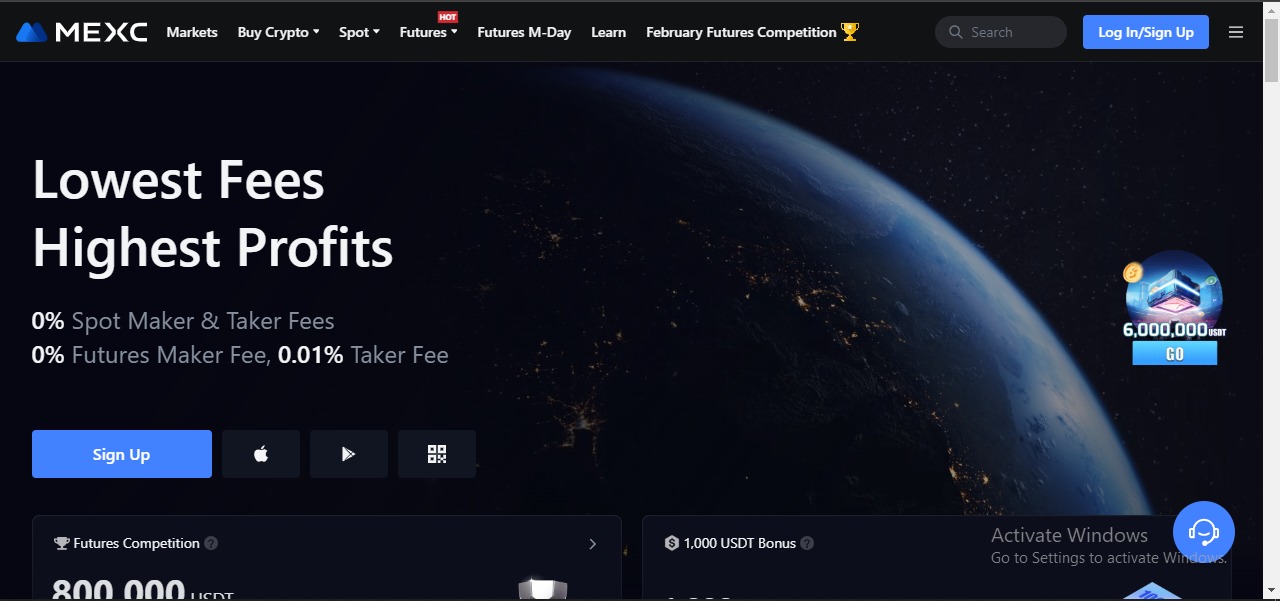 MEXC
Markets
Buy Crypto
Spot
Futures
HOT
Futures M-Day
Learn
February Futures Competition
Search
Log In/Sign Up
Lowest Fees
Highest Profits
0% Spot Maker & Taker Fees
0% Futures Maker Fee, 0.01% Taker Fee
6,000,000USDT
GO
Sign Up
Futures Competition ?
1,000 USDT Bonus ?
Activate Windows
Go to Settings to activate Windows.
800,000 USDT